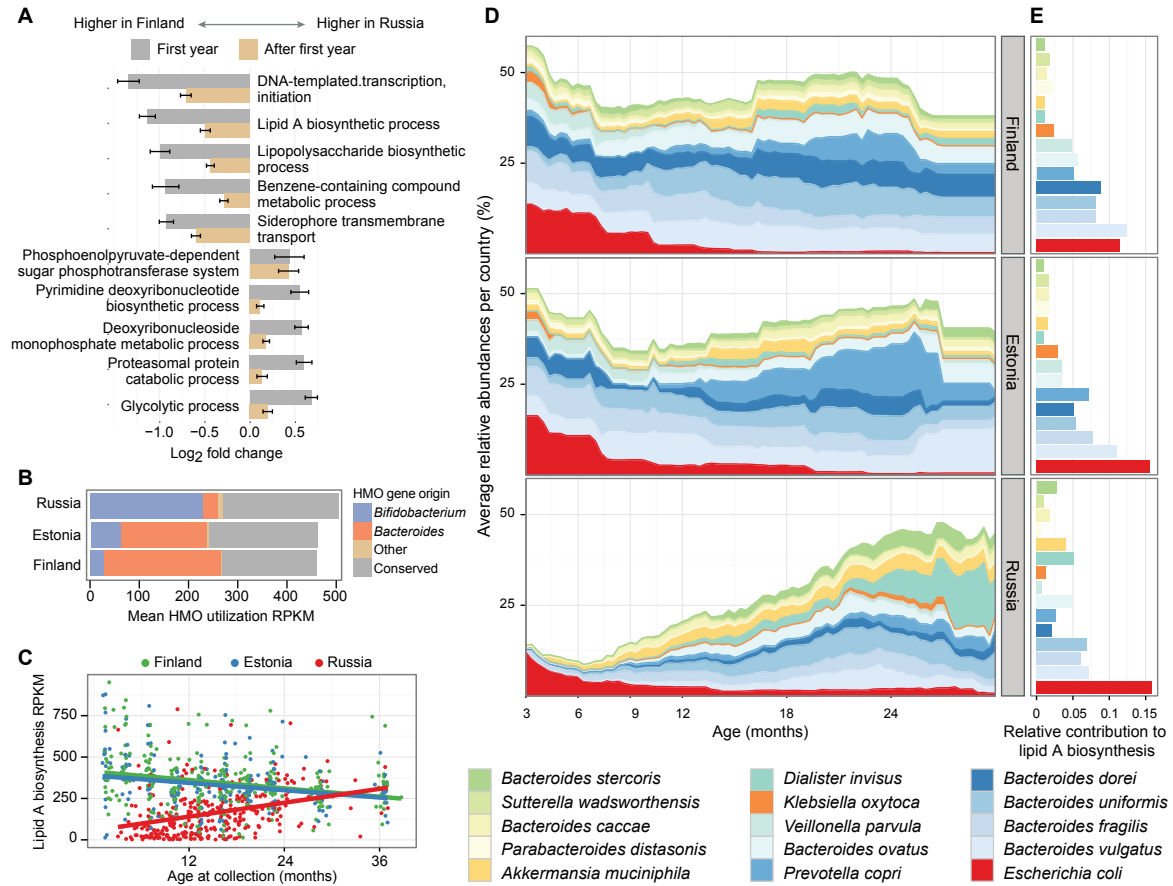 A
Higher in Finland
Higher in Russia
First year
After first year
DNA-templated.transcription,
initiation
Lipid A biosynthetic process
Lipopolysaccharide biosynthetic
process
Benzene-containing compound
metabolic process
Siderophore transmembrane
transport
Phosphoenolpyruvate-dependent
sugar phosphotransferase system
Pyrimidine deoxyribonucleotide
biosynthetic process
Deoxyribonucleoside
monophosphate metabolic process
Proteasomal protein
catabolic process
Glycolytic process
−1.0 −0.5 0.0 0.5
Log2 fold change
B
Russia
Estonia
Finland
0 100 200 300 400 500
Mean HMO utilization RPKM
HMO gene origin
Bifidobacterium
Bacteroides
Other
Conserved
C
Finland
Estonia
Russia
Lipid A biosynthesis RPKM
750
500
250
0
12 24 36
Age at collection (months)
D
Average relative abundances per country (%)
50
25
Finland
50
25
Estonia
50
25
Russia
3 6 9 12 18 24
Age (months)
E
0 0.05 0.1 0.15
Relative contribution to
lipid A biosynthesis
Bacteroides stercoris
Sutterella wadsworthensis
Bacteroides caccae
Parabacteroides distasonis
Akkermansia muciniphila
Dialister invisus
Klebsiella oxytoca
Veillonella parvula
Bacteroides ovatus
Prevotella copri
Bacteroides dorei
Bacteroides uniformis
Bacteroides fragilis
Bacteroides vulgatus
Escherichia coli